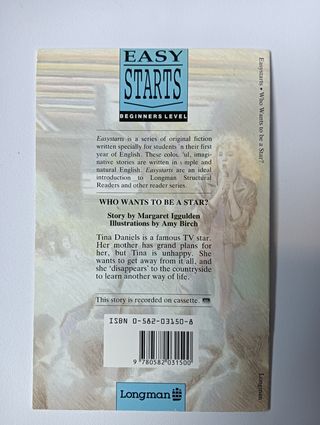 EASY
STARTS
BEGINNERS LEVEL
Easystarts is a series of original fiction
written specially for students in their first
year of English. These colou ful, imagi-
native stories are written in simple and
natural English. Easystarts are an ideal
introduction to Longman Structural
Readers and other reader series.
WHO WANTS TO BE A STAR?
Story by Margaret Iggulden
Illustrations by Amy Birch
Tina Daniels is a famous TV star.
Her mother has grand plans for
her, but Tina is unhappy. She
wants to get away from it all, and
she 'disappears' to the countryside
to learn another way of life.
This story is recorded on cassette.
ISBN 0-582-03150-8
9 780582 031500
Longman
Easystarts • Who Wants to be a Star?
Longman